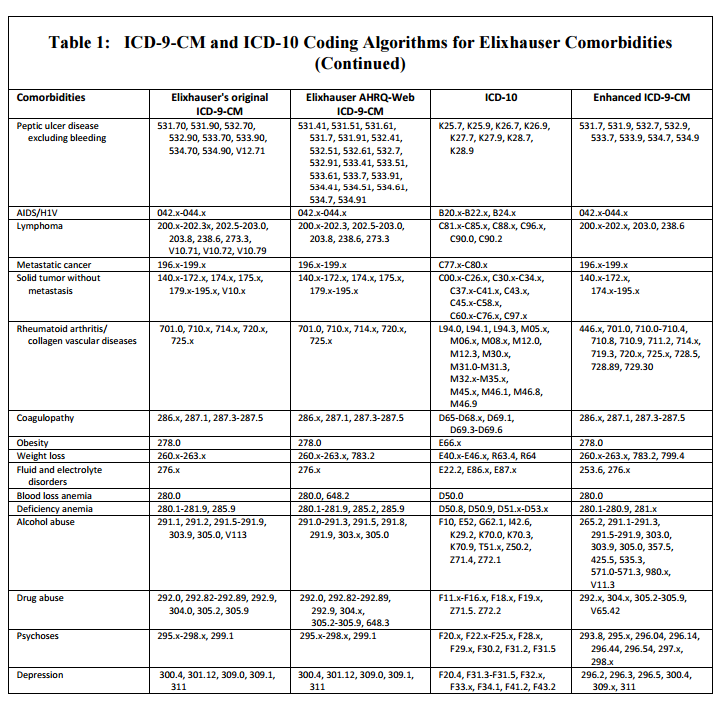 Table 1: ICD-9-CM and ICD-10 Coding Algorithms for Elixhauser Comorbidities
(Continued)
Comorbidities
Elixhauser's original
ICD-9-CM
Elixhauser AHRQ-Web
ICD-9-CM
ICD-10
Enhanced ICD-9-CM
Peptic ulcer disease
excluding bleeding
531.70, 531.90, 532.70,
532.90, 533.70, 533.90,
534.70, 534.90, V12.71
531.41, 531.51, 531.61,
531.7, 531.91, 532.41,
532.51, 532.61, 532.7,
532.91, 533.41, 533.51,
533.61, 533.7, 533.91,
534.41, 534.51, 534.61,
534.7, 534.91
K25.7, K25.9, K26.7, K26.9,
K27.7, K27.9, K28.7,
K28.9
531.7, 531.9, 532.7, 532.9,
533.7, 533.9, 534.7, 534.9
AIDS/H1V
042.x-044.x
042.x-044.x
B20.x-B22.x, B24.x
042.x-044.x
Lymphoma
200.x-202.3x, 202.5-203.0,
203.8, 238.6, 273.3,
V10.71, V10.72, V10.79
200.x-202.3, 202.5-203.0,
203.8, 238.6, 273.3
C81.x-C85.x, C88.x, C96.x,
C90.0, C90.2
200.x-202.x, 203.0, 238.6
Metastatic cancer
196.x-199.x
196.x-199.x
C77.x-C80.x
196.x-199.x
Solid tumor without
metastasis
140.x-172.x, 174.x, 175.x,
179.x-195.x, V10.x
140.x-172.x, 174.x, 175.x,
179.x-195.x
C00.x-C26.x, C30.x-C34.x,
C37.x-C41.x, C43.x,
C45.x-C58.x,
C60.x-C76.x, C97.x
140.x-172.x,
174.x-195.x
Rheumatoid arthritis/
collagen vascular diseases
701.0, 710.x, 714.x, 720.x,
725.x
701.0, 710.x, 714.x, 720.x,
725.x
L94.0, L94.1, L94.3, M05.x,
M06.x, M08.x, M12.0,
M12.3, M30.x,
M31.0-M31.3,
M32.x-M35.x,
M45.x, M46.1, M46.8,
M46.9
446.x, 701.0, 710.0-710.4,
710.8, 710.9, 711.2, 714.x,
719.3, 720.x, 725.x, 728.5,
728.89, 729.30
Coagulopathy
286.x, 287.1, 287.3-287.5
286.x, 287.1, 287.3-287.5
D65-D68.x, D69.1,
D69.3-D69.6
286.x, 287.1, 287.3-287.5
Obesity
278.0
278.0
E66.x
278.0
Weight loss
260.x-263.x
260.x-263.x, 783.2
E40.x-E46.x, R63.4, R64
260.x-263.x, 783.2, 799.4
Fluid and electrolyte
disorders
276.x
276.x
E22.2, E86.x, E87.x
253.6, 276.x
Blood loss anemia
280.0
280.0, 648.2
D50.0
280.0
Deficiency anemia
280.1-281.9, 285.9
280.1-281.9, 285.2, 285.9
D50.8, D50.9, D51.x-D53.x
280.1-280.9, 281.x
Alcohol abuse
291.1, 291.2, 291.5-291.9,
303.9, 305.0, V113
291.0-291.3, 291.5, 291.8,
291.9, 303.x, 305.0
F10, E52, G62.1, I42.6,
K29.2, K70.0, K70.3,
K70.9, T51.x, Z50.2,
Z71.4, Z72.1
265.2, 291.1-291.3,
291.5-291.9, 303.0,
303.9, 305.0, 357.5,
425.5, 535.3,
571.0-571.3, 980.x,
V11.3
Drug abuse
292.0, 292.82-292.89, 292.9,
304.0, 305.2, 305.9
292.0, 292.82-292.89,
292.9, 304.x,
305.2-305.9, 648.3
F11.x-F16.x, F18.x, F19.x,
Z71.5. Z72.2
292.x, 304.x, 305.2-305.9,
V65.42
Psychoses
295.x-298.x, 299.1
295.x-298.x, 299.1
F20.x, F22.x-F25.x, F28.x,
F29.x, F30.2, F31.2, F31.5
293.8, 295.x, 296.04, 296.14,
296.44, 296.54, 297.x,
298.x
Depression
300.4, 301.12, 309.0, 309.1,
311
300.4, 301.12, 309.0, 309.1,
311
F20.4, F31.3-F31.5, F32.x,
F33.x, F34.1, F41.2, F43.2
296.2, 296.3, 296.5, 300.4,
309.x, 311